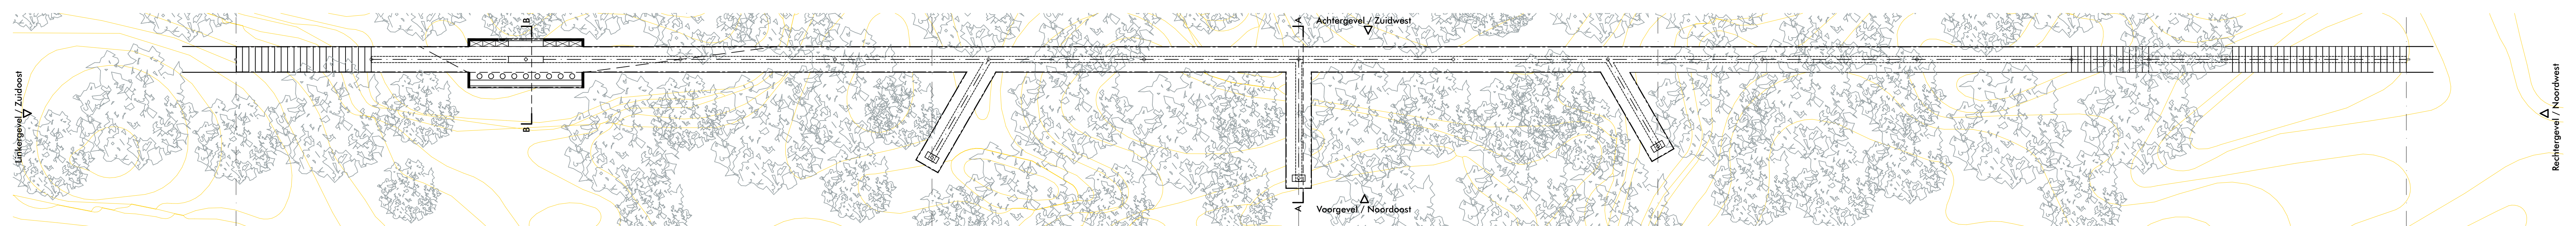 Linkergevel / Zuidoost
B
B
A
Achtergevel / Zuidwest
A
Voorgevel / Noordoost
Rechtergevel / Noordwest